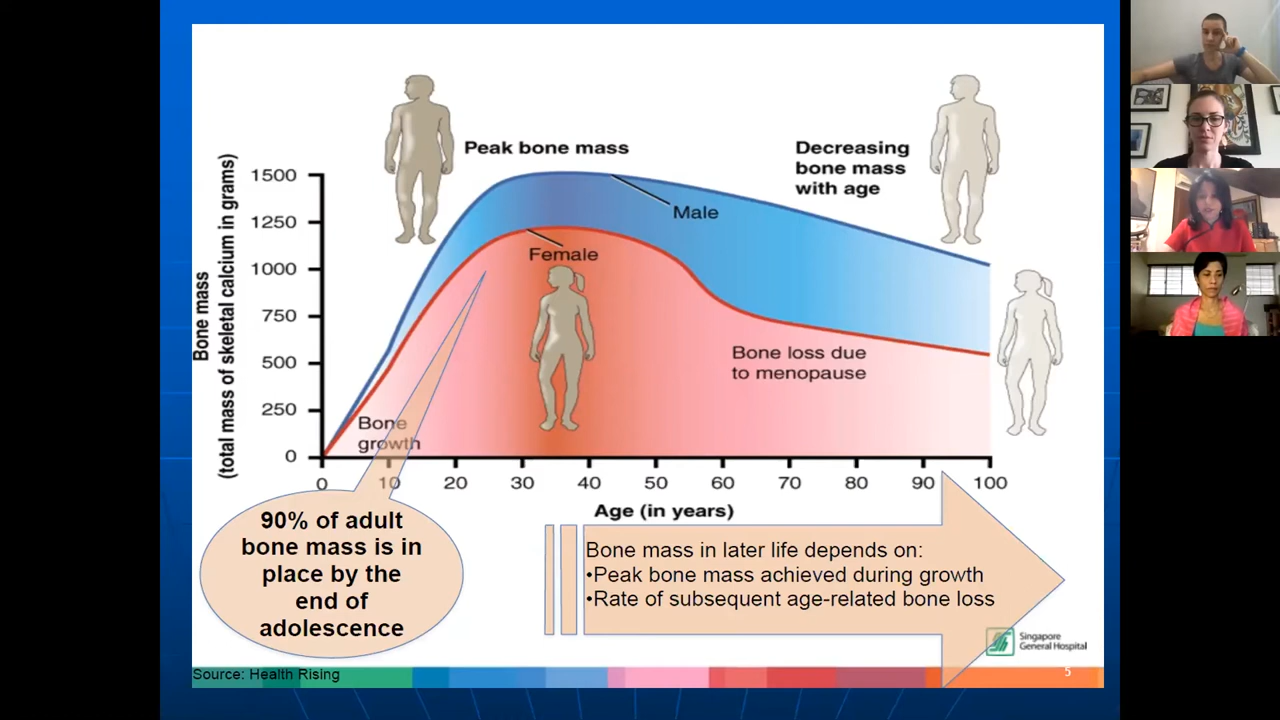 Peak bone mass
Decreasing
bone mass
with age
Bone mass
(total mass of skeletal calcium in grams)
1500
1250
1000
750
500
250
0
Male
Female
Bone loss due
to menopause
Bone
growth
0 10 20 30 40 50 60 70 80 90 100
Age (in years)
90% of adult
bone mass is in
place by the
end of
adolescence
Bone mass in later life depends on:
•Peak bone mass achieved during growth
•Rate of subsequent age-related bone loss
Singapore
General Hospital
Source: Health Rising
5